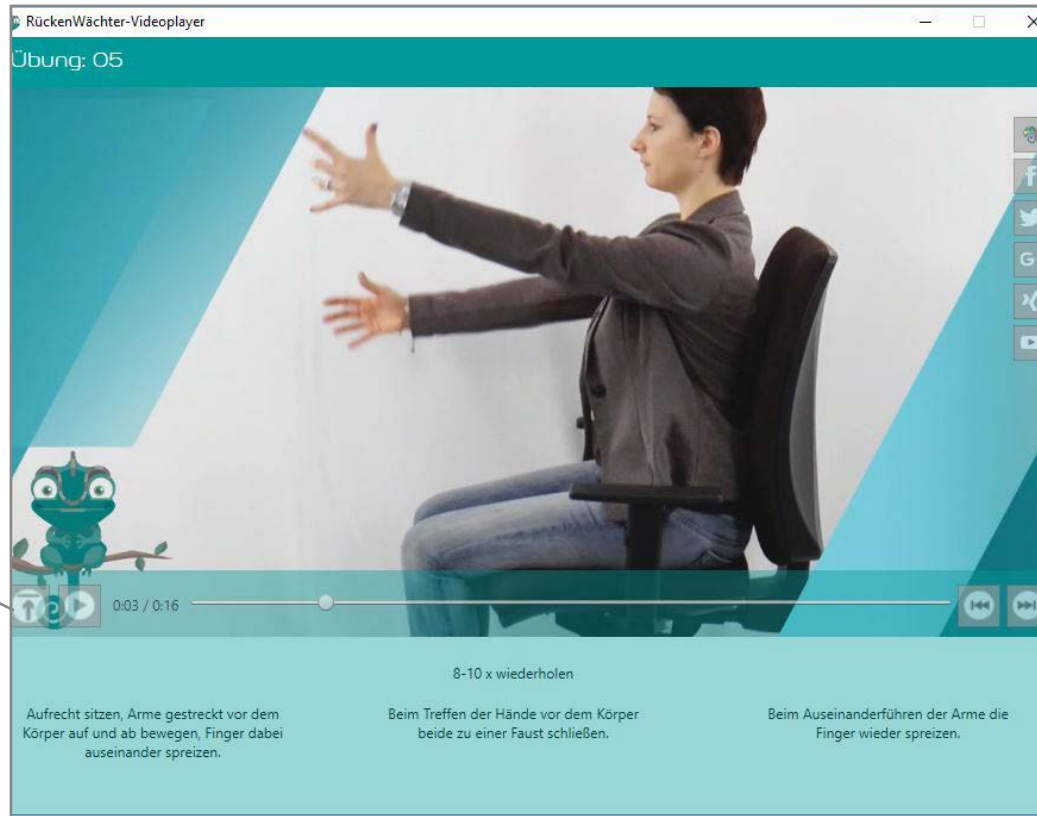 RückenWächter-Videoplayer
Übung: 05
0:03 / 0:16
8-10 x wiederholen
Aufrecht sitzen, Arme gestreckt vor dem
Körper auf und ab bewegen, Finger dabei
auseinander spreizen.
Beim Treffen der Hände vor dem Körper
beide zu einer Faust schließen.
Beim Auseinanderführen der Arme die
Finger wieder spreizen.